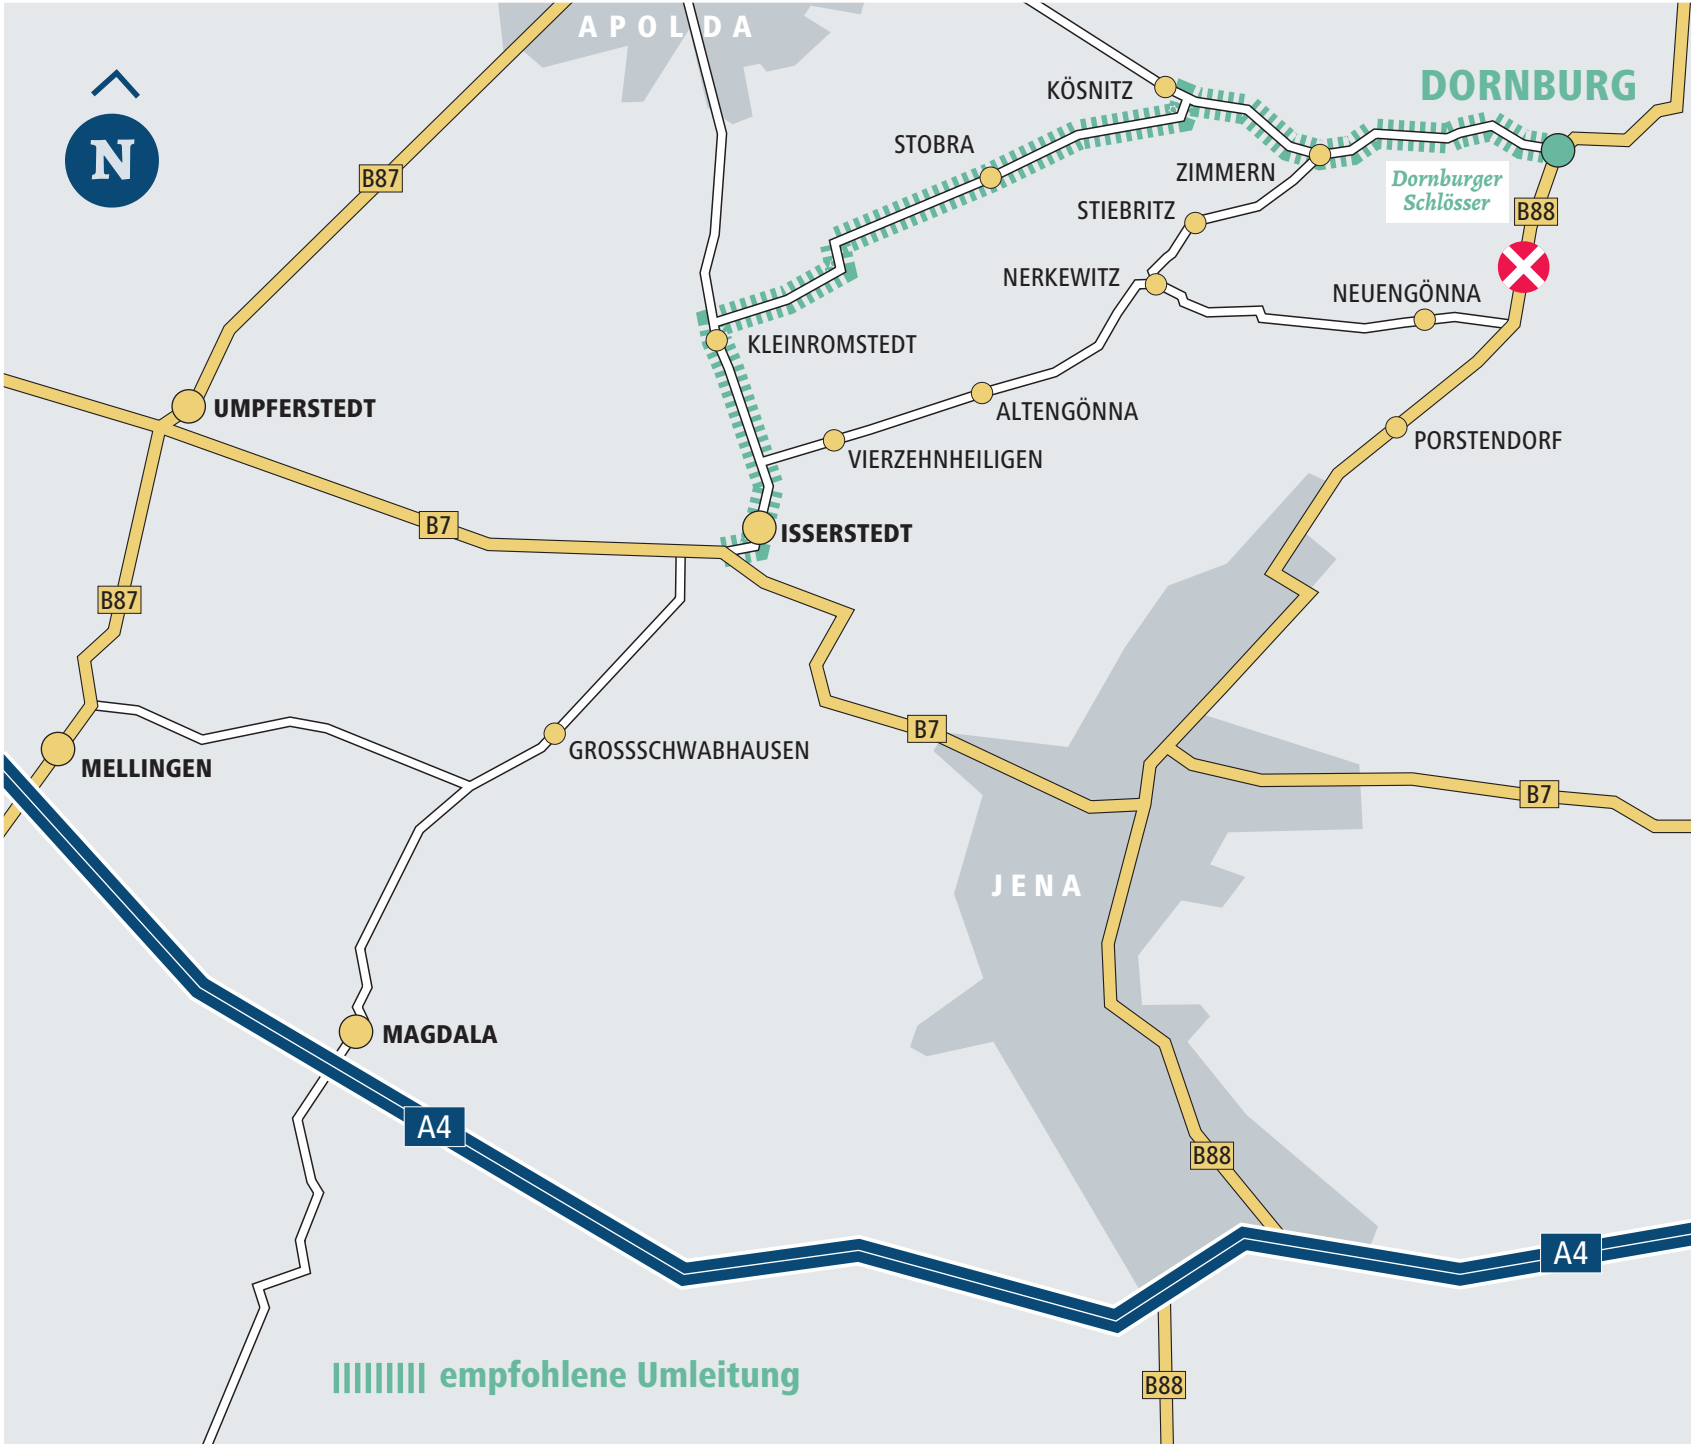 APOLDA
N
KÖSNITZ
DORNBURG
STOBRA
ZIMMERN
Dornburger
Schlösser
B87
STIEBRITZ
B88
NERKEWITZ
NEUENGÖNNA
KLEINROMSTEDT
UMPFERSTEDT
ALTENGÖNNA
PORSTENDORF
VIERZEHNHEILIGEN
B7
ISSERSTEDT
B87
B7
GROSSSCHWABHAUSEN
MELLINGEN
B7
JENA
MAGDALA
A4
B88
A4
empfohlene Umleitung
B88